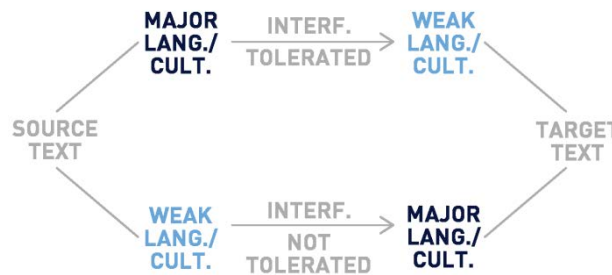 MAJOR
LANG./
CULT.
INTERF.
TOLERATED
WEAK
LANG./
CULT.
SOURCE
TEXT
TARGET
TEXT
WEAK
LANG./
CULT.
INTERF.
NOT
TOLERATED
MAJOR
LANG./
CULT.